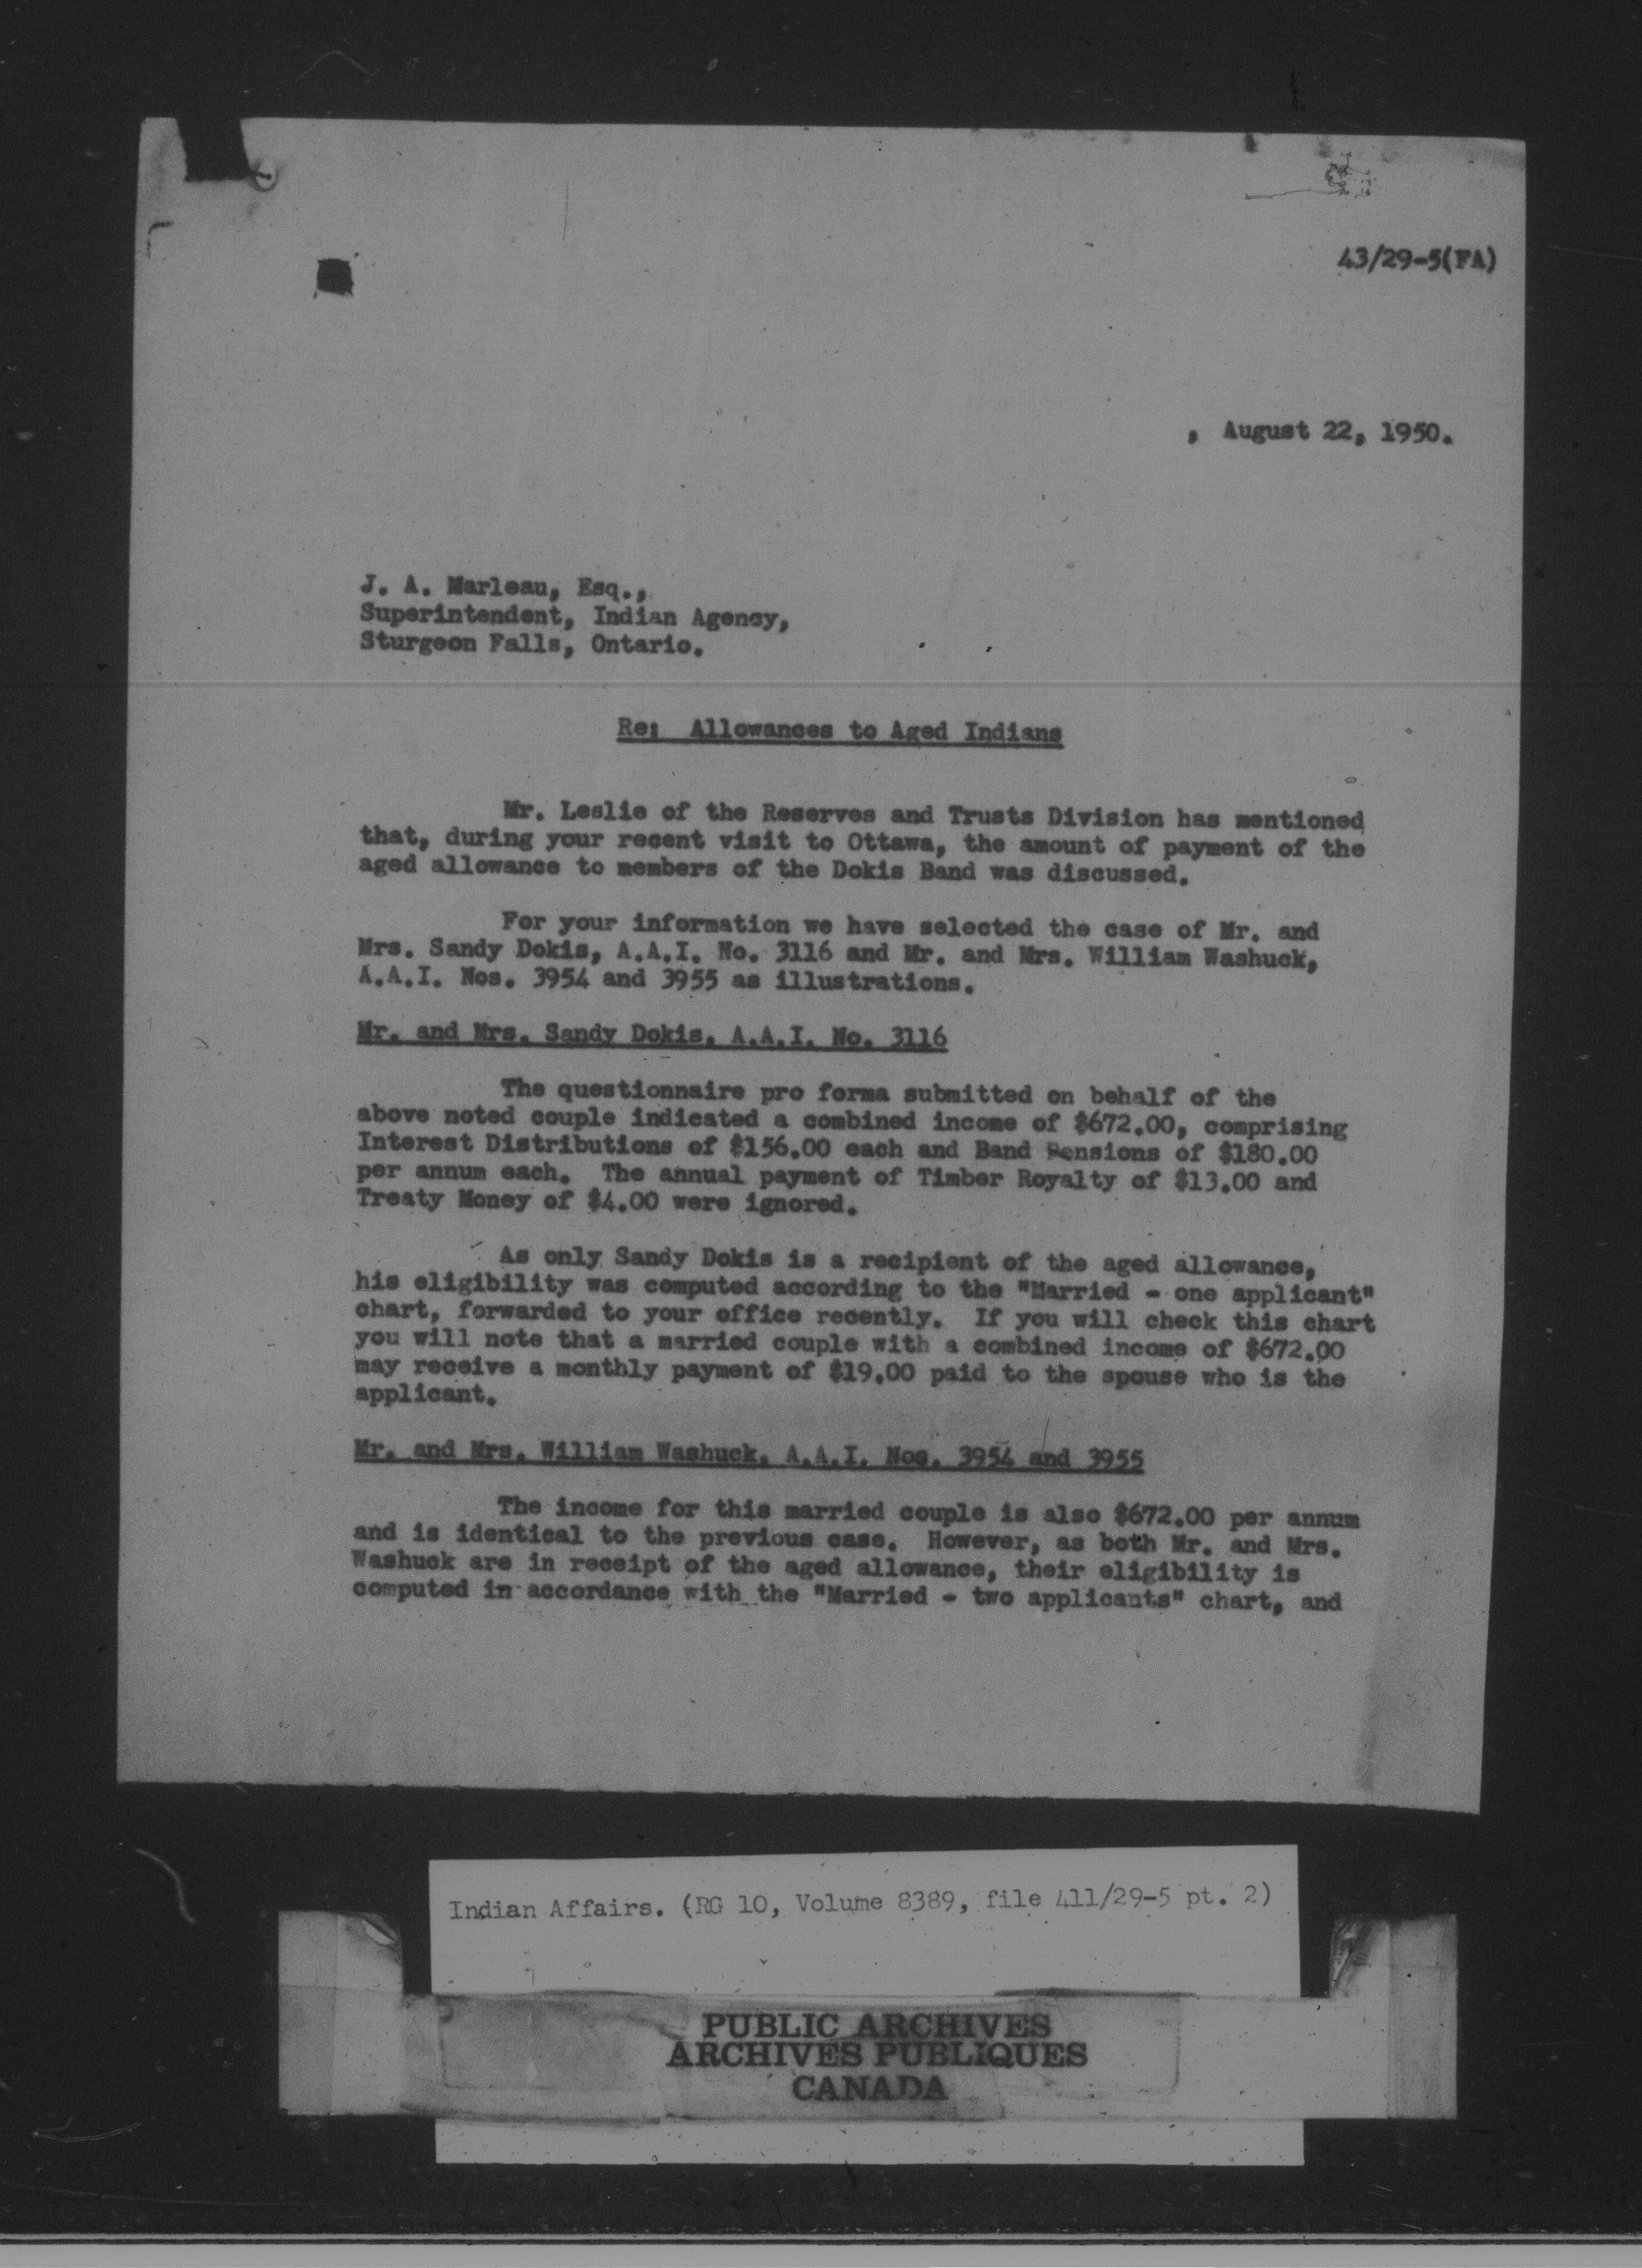 43/29-5(FA)
, August 22, 1950.
J. A. Marleau, Esq.,
Superintendent, Indian Agency,
Sturgeon Falls, Ontario.
Re: Allowances to Aged Indians
Mr. Leslie of the Reserves and Trusts Division has mentioned
that, during your recent visit to Ottawa, the amount of payment of the
aged allowance to members of the Dokis Band was discussed.
For your information we have selected the case of Mr. and
Mrs. Sandy Dokis, A.A.I. No. 3116 and Mr. and Mrs. William Washuck,
A.A.I. Nos. 3954 and 3955 as illustrations.
Mr. and Mrs. Sandy Dokis, A.A.I. No. 3116
The questionnaire pro forma submitted on behalf of the
above noted couple indicated a combined income of $672.00, comprising
Interest Distributions of $156.00 each and Band Pensions of $180.00
per annum each. The annual payment of Timber Royalty of $13.00 and
Treaty Money of $4.00 were ignored.
As only Sandy Dokis is a recipient of the aged allowance,
his eligibility was computed according to the "Married - one applicant"
chart, forwarded to your office recently. If you will check this chart
you will note that a married couple with a combined income of $672.00
may receive a monthly payment of $19.00 paid to the spouse who is the
applicant.
Mr. and Mrs. William Washuck, A.A.I. Nos. 3954 and 3955
The income for this married couple is also $672.00 per annum
and is identical to the previous case. However, as both Mr. and Mrs.
Washuck are in receipt of the aged allowance, their eligibility is
computed in accordance with the "Married - two applicants" chart, and
Indian Affairs. (RG 10, Volume 8389, file 411/29-5 pt. 2)
PUBLIC ARCHIVES
ARCHIVES PUBLIQUES
CANADA